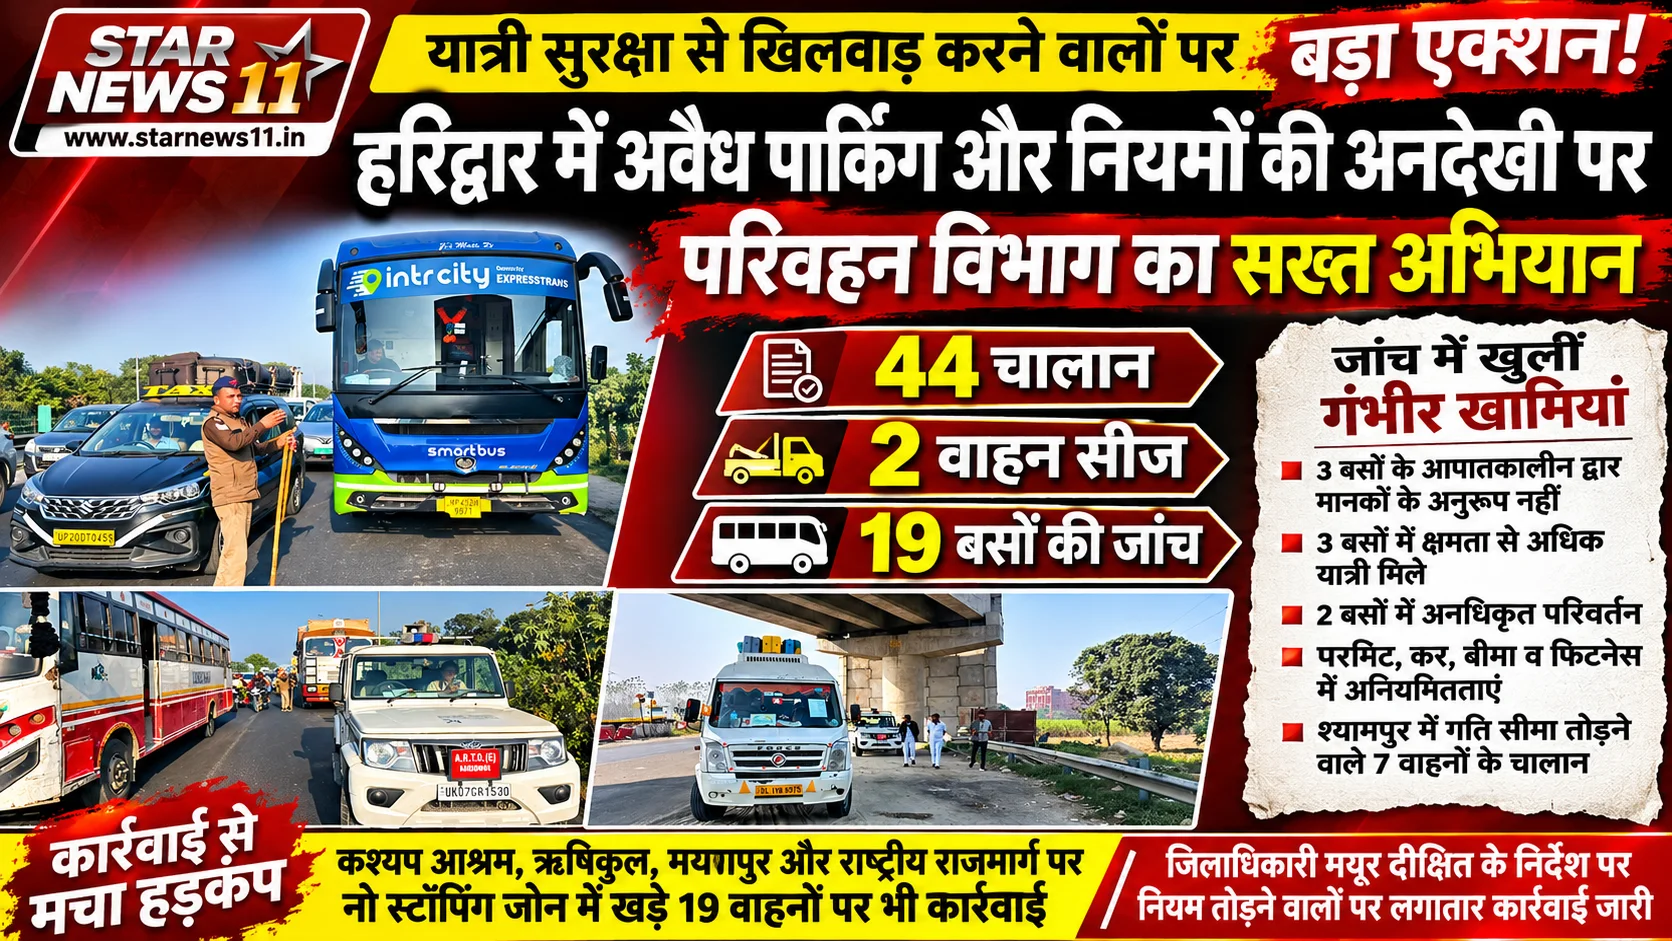 STAR
NEWS 11
www.starnews11.in
यात्री सुरक्षा से खिलवाड़ करने वालों पर
बड़ा एक्शन!
हरिद्वार में अवैध पार्किंग और नियमों की अनदेखी पर
परिवहन विभाग का सख्त अभियान
intrcity
EXPRESSTRANS
TAXI
smartbus
UP20DT0459
9971
44 चालान
2 वाहन सीज
19 बसों की जांच
जांच में खुलीं
गंभीर खामियां
3 बसों के आपातकालीन द्वार
मानकों के अनुरूप नहीं
3 बसों में क्षमता से अधिक
यात्री मिले
2 बसों में अनधिकृत परिवर्तन
परमिट, कर, बीमा व फिटनेस
में अनियमितताएं
श्यामपुर में गति सीमा तोड़ने
वाले 7 वाहनों के चालान
A.R.T.D.(E)
UK07GR1530
FORCE
कार्रवाई से
मचा हड़कंप
कश्यप आश्रम, ऋषिकुल, और राष्ट्रीय राजमार्ग पर
नो स्टॉपिंग जोन में खड़े 19 वाहनों पर भी कार्रवाई
जिलाधिकारी मयूर दीक्षित के निर्देश पर
नियम तोड़ने वालों पर लगातार कार्रवाई जारी